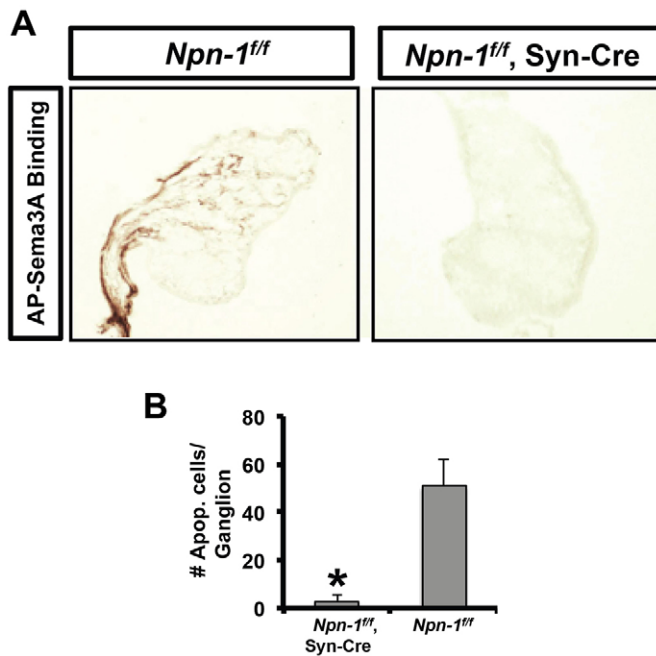 A
Npn-1f/f
Npn-1f/f, Syn-Cre
AP-Sema3A Binding
B
# Apop. cells/
Ganglion
80
60
40
20
0
*
Npn-1f/f,
Syn-Cre
Npn-1f/f